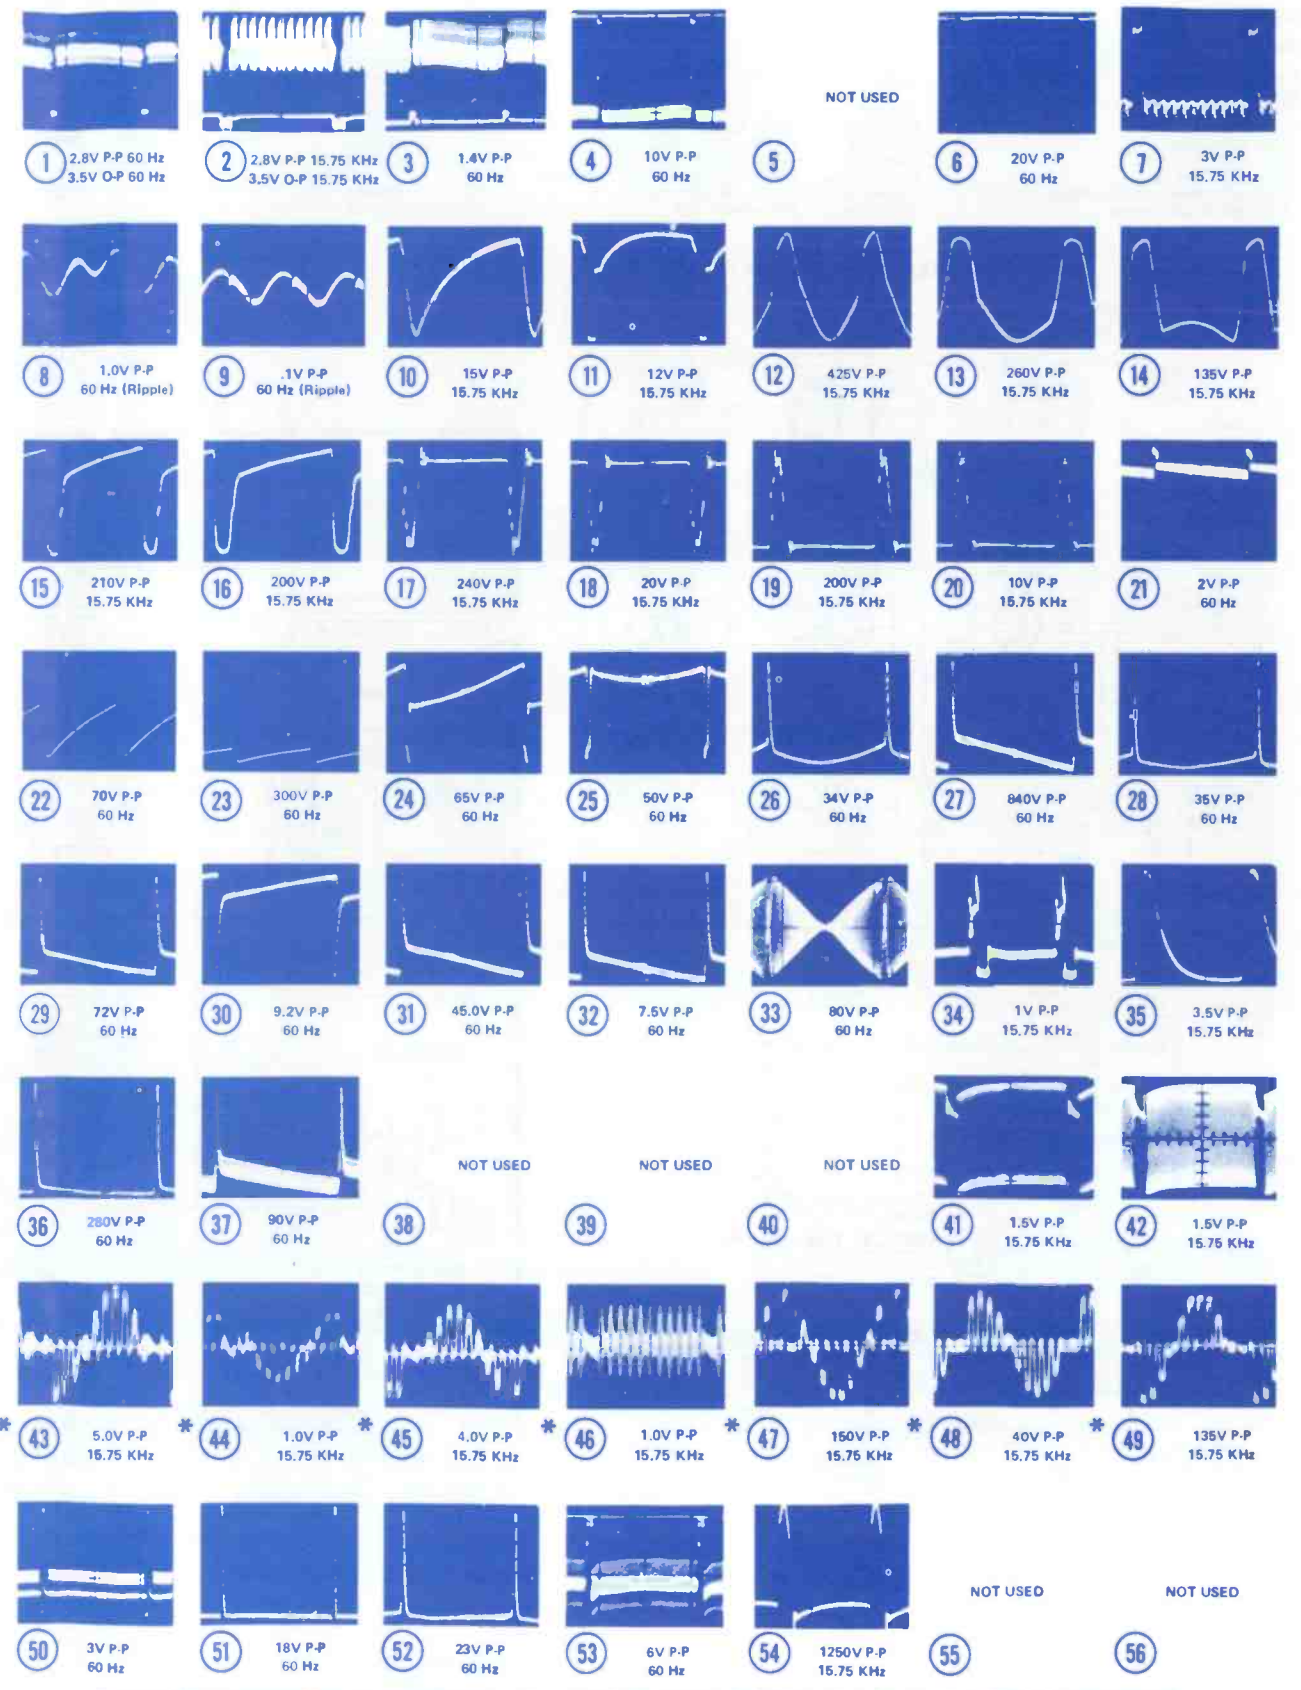 NOT USED
1 2.8V P-P 60 Hz
3.5V O-P 60 Hz
2 2.8V P-P 15.75 KHz
3.5V O-P 15.75 KHz
3 1.4V P-P
60 Hz
4 10V P-P
60 Hz
5
6 20V P-P
60 Hz
7 3V P-P
15.75 KHz
8 1.0V P-P
60 Hz (Ripple)
9 .1V P-P
60 Hz (Ripple)
10 15V P-P
15.75 KHz
11 12V P-P
15.75 KHz
12 425V P-P
15.75 KHz
13 260V P-P
15.75 KHz
14 135V P-P
15.75 KHz
15 210V P-P
15.75 KHz
16 200V P-P
15.75 KHz
17 240V P-P
15.75 KHz
18 20V P-P
15.75 KHz
19 200V P-P
15.75 KHz
20 10V P-P
15.75 KHz
21 2V P-P
60 Hz
22 70V P-P
60 Hz
23 300V P-P
60 Hz
24 65V P-P
60 Hz
25 50V P-P
60 Hz
26 34V P-P
60 Hz
27 840V P-P
60 Hz
28 35V P-P
60 Hz
29 72V P-P
60 Hz
30 9.2V P-P
60 Hz
31 45.0V P-P
60 Hz
32 7.5V P-P
60 Hz
33 80V P-P
60 Hz
34 1V P-P
15.75 KHz
35 3.5V P-P
15.75 KHz
NOT USED
NOT USED
NOT USED
36 280V P-P
60 Hz
37 90V P-P
60 Hz
38
39
40
41 1.5V P-P
15.75 KHz
42 1.5V P-P
15.75 KHz
* 43 5.0V P-P
15.75 KHz
* 44 1.0V P-P
15.75 KHz
* 45 4.0V P-P
15.75 KHz
* 46 1.0V P-P
15.75 KHz
* 47 150V P-P
15.75 KHz
* 48 40V P-P
15.75 KHz
* 49 135V P-P
15.75 KHz
NOT USED
NOT USED
50 3V P-P
60 Hz
51 18V P-P
60 Hz
52 23V P-P
60 Hz
53 6V P-P
60 Hz
54 1250V P-P
15.75 KHz
55
56